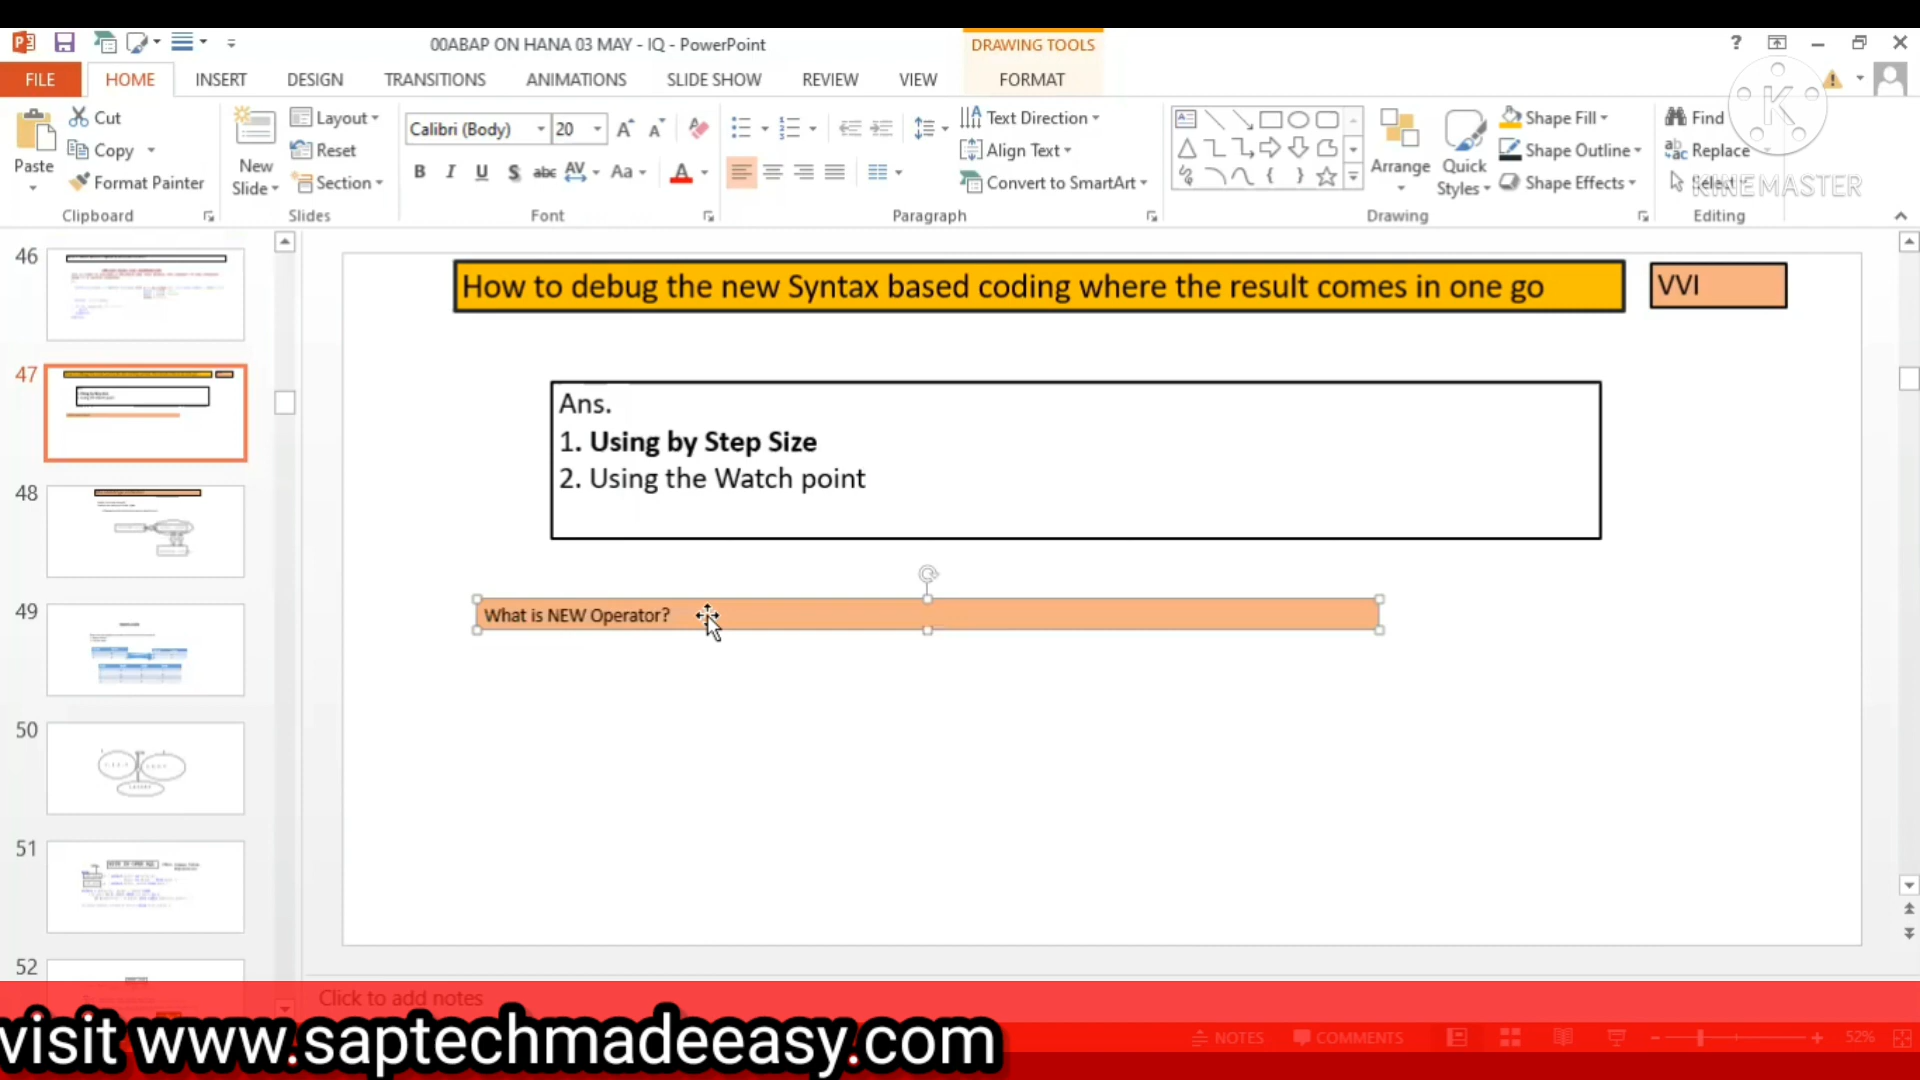 00ABAP ON HANA 03 MAY - IQ - PowerPoint
DRAWING TOOLS
FILE
HOME
INSERT
DESIGN
TRANSITIONS
ANIMATIONS
SLIDE SHOW
REVIEW
VIEW
FORMAT
Paste
Cut
Copy
Format Painter
Clipboard
New
Slide
Layout
Reset
Section
Slides
Calibri (Body)
20
Font
Text Direction
Align Text
Convert to SmartArt
Paragraph
Arrange
Quick
Styles
Shape Fill
Shape Outline
Shape Effects
Drawing
Find
Replace
Select
Editing
K
KINEMASTER
46
47
48
49
50
51
52
How to debug the new Syntax based coding where the result comes in one go
VVI
Ans.
1. Using by Step Size
2. Using the Watch point
What is NEW Operator?
Click to add notes
NOTES
COMMENTS
52%
visit www.saptechmadeeasy.com